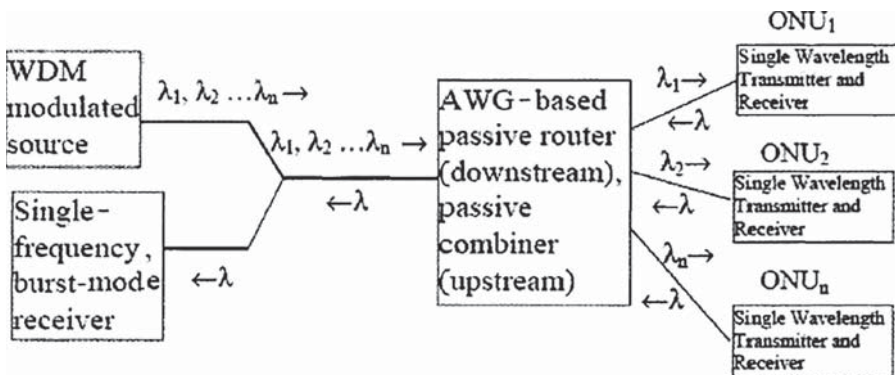 WDM
modulated
source
λ₁, λ₂ ...λₙ →
λ₁, λ₂ ...λₙ →
←λ
Single-
frequency,
burst-mode
receiver
←λ
AWG-based
passive router
(downstream),
passive
combiner
(upstream)
λ₁→
←λ
λ₂→
←λ
λₙ→
←λ
ONU₁
Single Wavelength
Transmitter and
Receiver
ONU₂
Single Wavelength
Transmitter and
Receiver
ONUₙ
Single Wavelength
Transmitter and
Receiver